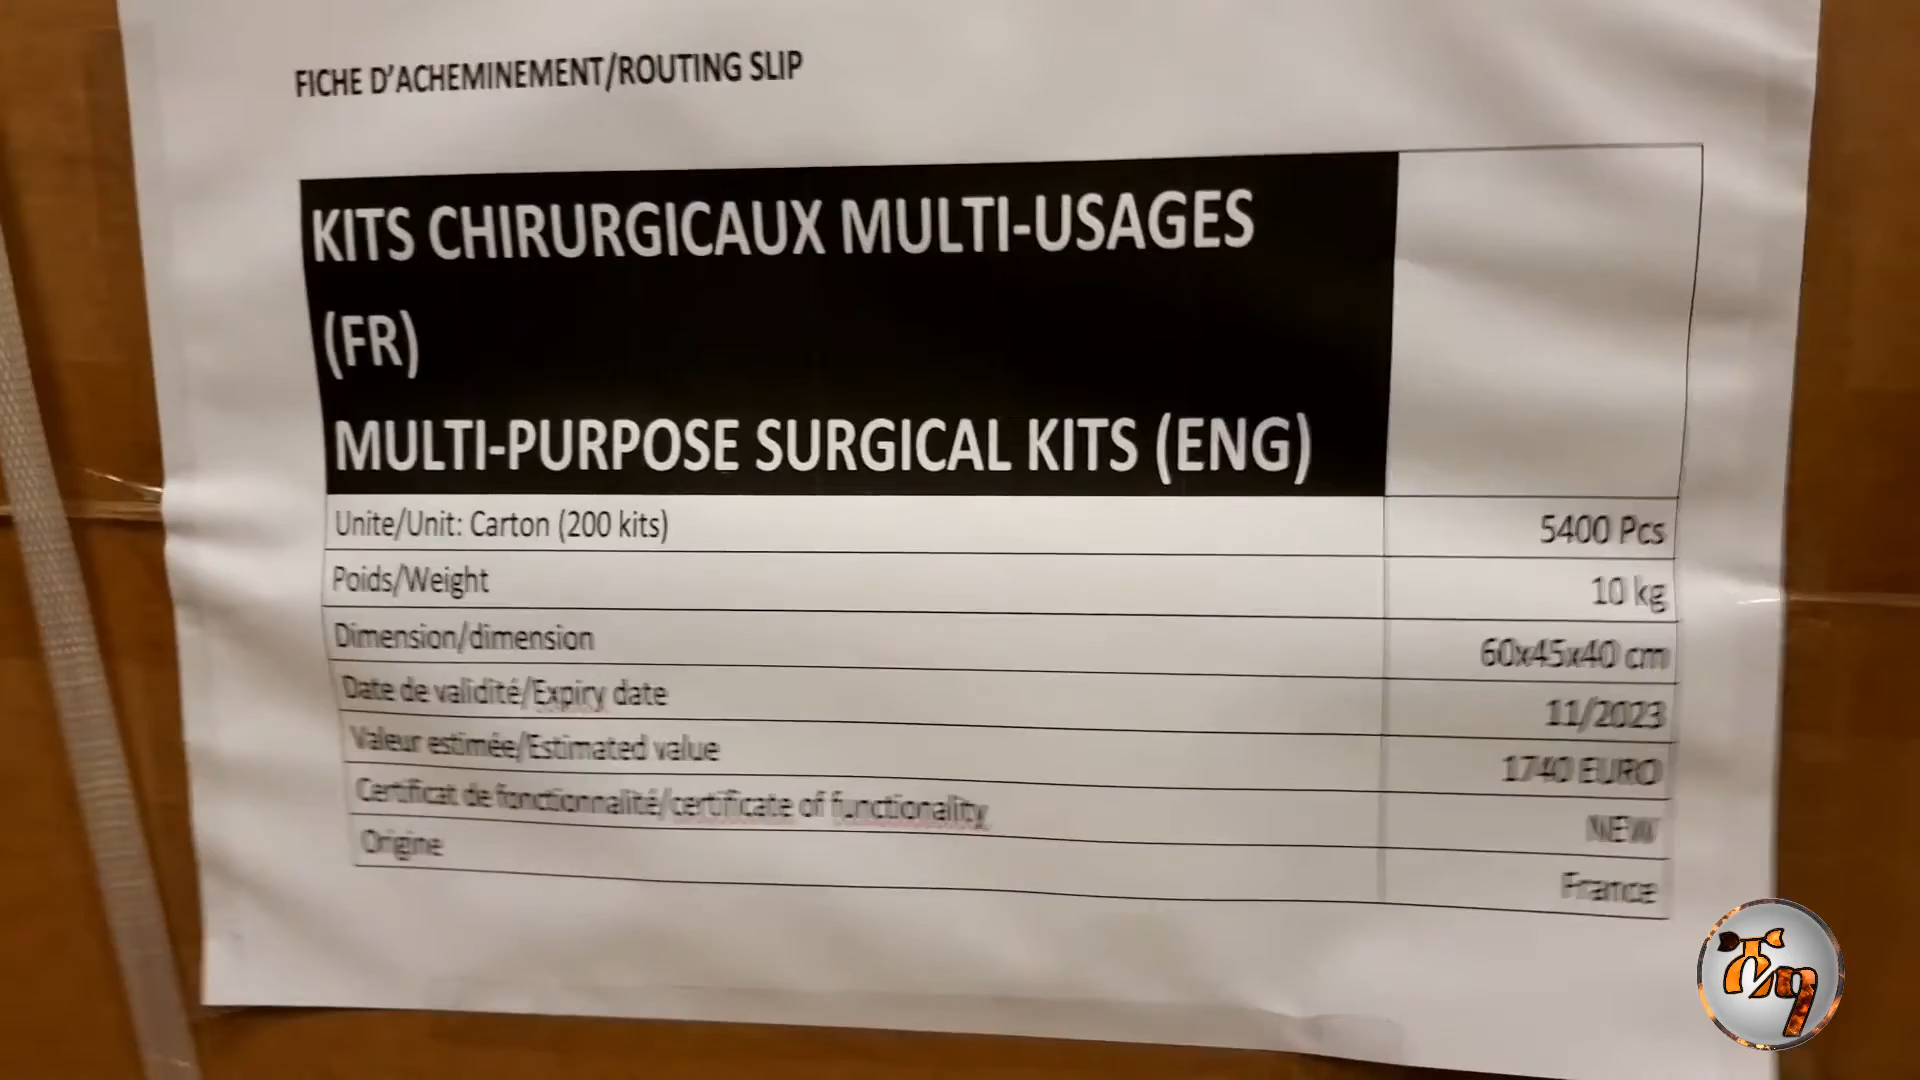 FICHE D'ACHEMINEMENT/ROUTING SLIP
KITS CHIRURGICAUX MULTI-USAGES
(FR)
MULTI-PURPOSE SURGICAL KITS (ENG)
Unite/Unit: Carton (200 kits) 5400 Pcs
Poids/Weight 10 kg
Dimension/dimension 60x45x40 cm
Date de validité/Expiry date 11/2023
Valeur estimée/Estimated value 1740 EURO
Certificat de fonctionnalité/certificate of functionality NEW
Origine France